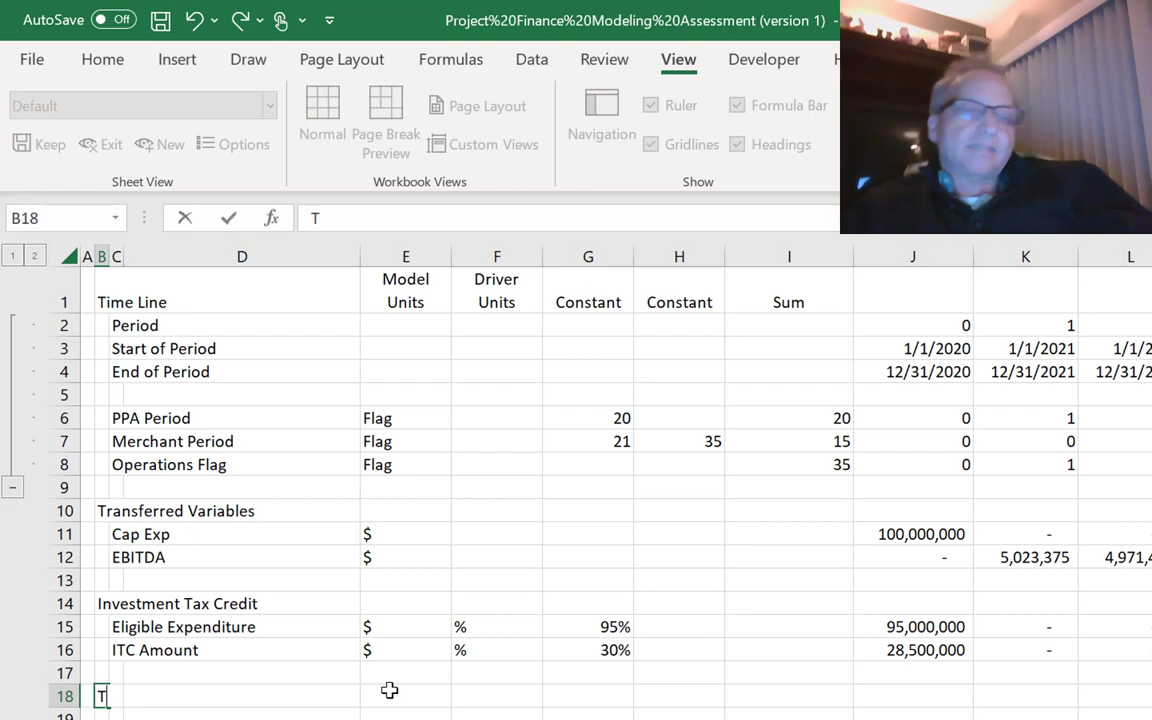 AutoSave Off Project%20Finance%20Modeling%20Assessment (version 1) -
File Home Insert Draw Page Layout Formulas Data Review View Developer
Default
Keep Exit New Options
Sheet View
Normal Page Break Preview Page Layout Custom Views
Workbook Views
Navigation Ruler Formula Bar Gridlines Headings
Show
B18 fx T
1 2 A B C D E F G H I J K L
1 Time Line Model Units Driver Units Constant Constant Sum
2 Period 0 1
3 Start of Period 1/1/2020 1/1/2021 1/1/2
4 End of Period 12/31/2020 12/31/2021 12/31/2
5
6 PPA Period Flag 20 20 0 1
7 Merchant Period Flag 21 35 15 0 0
8 Operations Flag Flag 35 0 1
9
10 Transferred Variables
11 Cap Exp $ 100,000,000 -
12 EBITDA $ - 5,023,375 4,971,4
13
14 Investment Tax Credit
15 Eligible Expenditure $ % 95% 95,000,000 -
16 ITC Amount $ % 30% 28,500,000 -
17
18 T